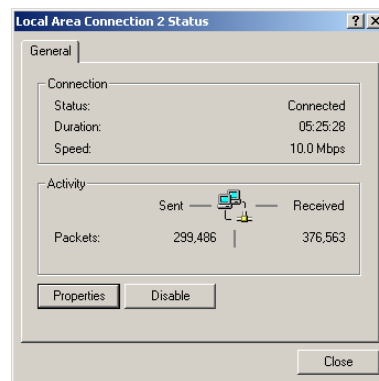 Local Area Connection 2 Status
General
Connection
Status: Connected
Duration: 05:25:28
Speed: 10.0 Mbps
Activity
Sent Received
Packets: 299,486 376,563
Properties Disable
Close